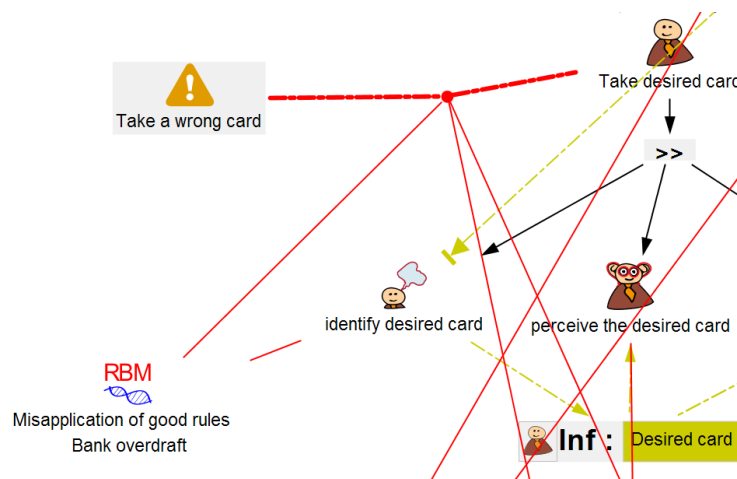 Take a wrong card
Take desired card
>>
identify desired card
perceive the desired card
RBM
Misapplication of good rules
Bank overdraft
Inf :
Desired card